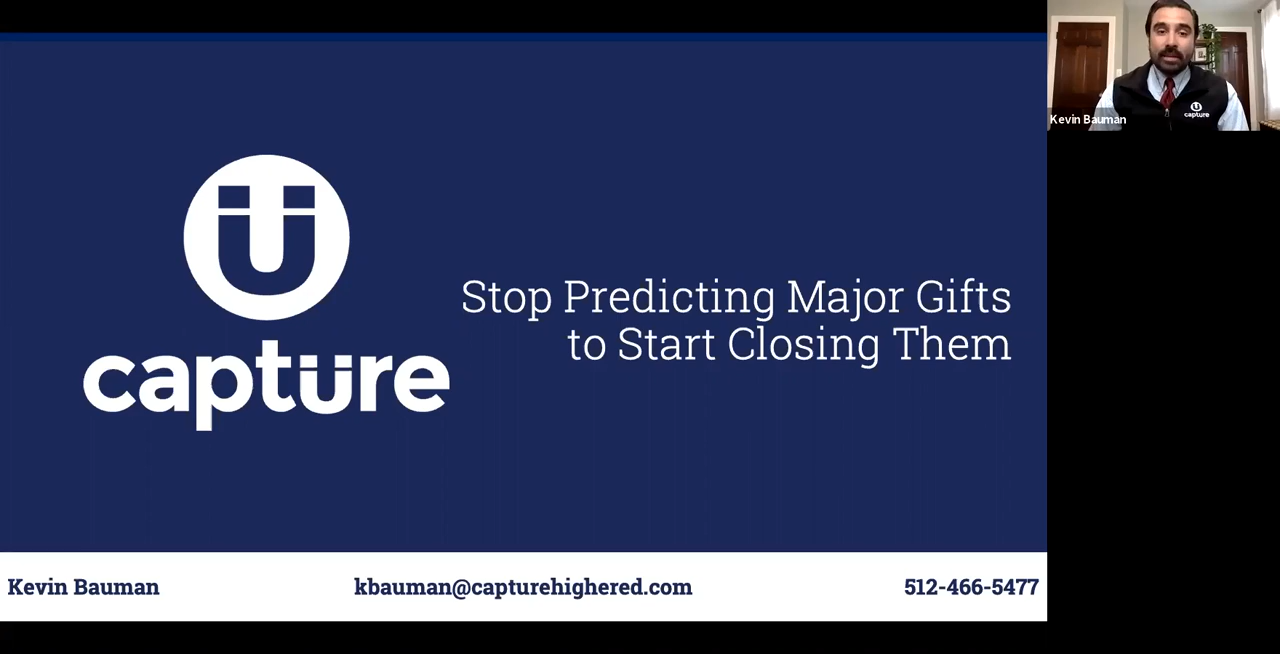 Ü
capture
Stop Predicting Major Gifts
to Start Closing Them
Kevin Bauman
kbauman@capturehighered.com
512-466-5477
Kevin Bauman
Ü
capture